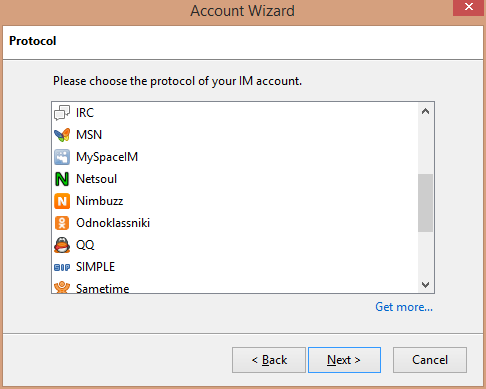 Account Wizard
Protocol
Please choose the protocol of your IM account.
IRC
MSN
MySpaceIM
Netsoul
Nimbuzz
Odnoklassniki
QQ
SIP SIMPLE
Sametime
Get more...
< Back Next > Cancel